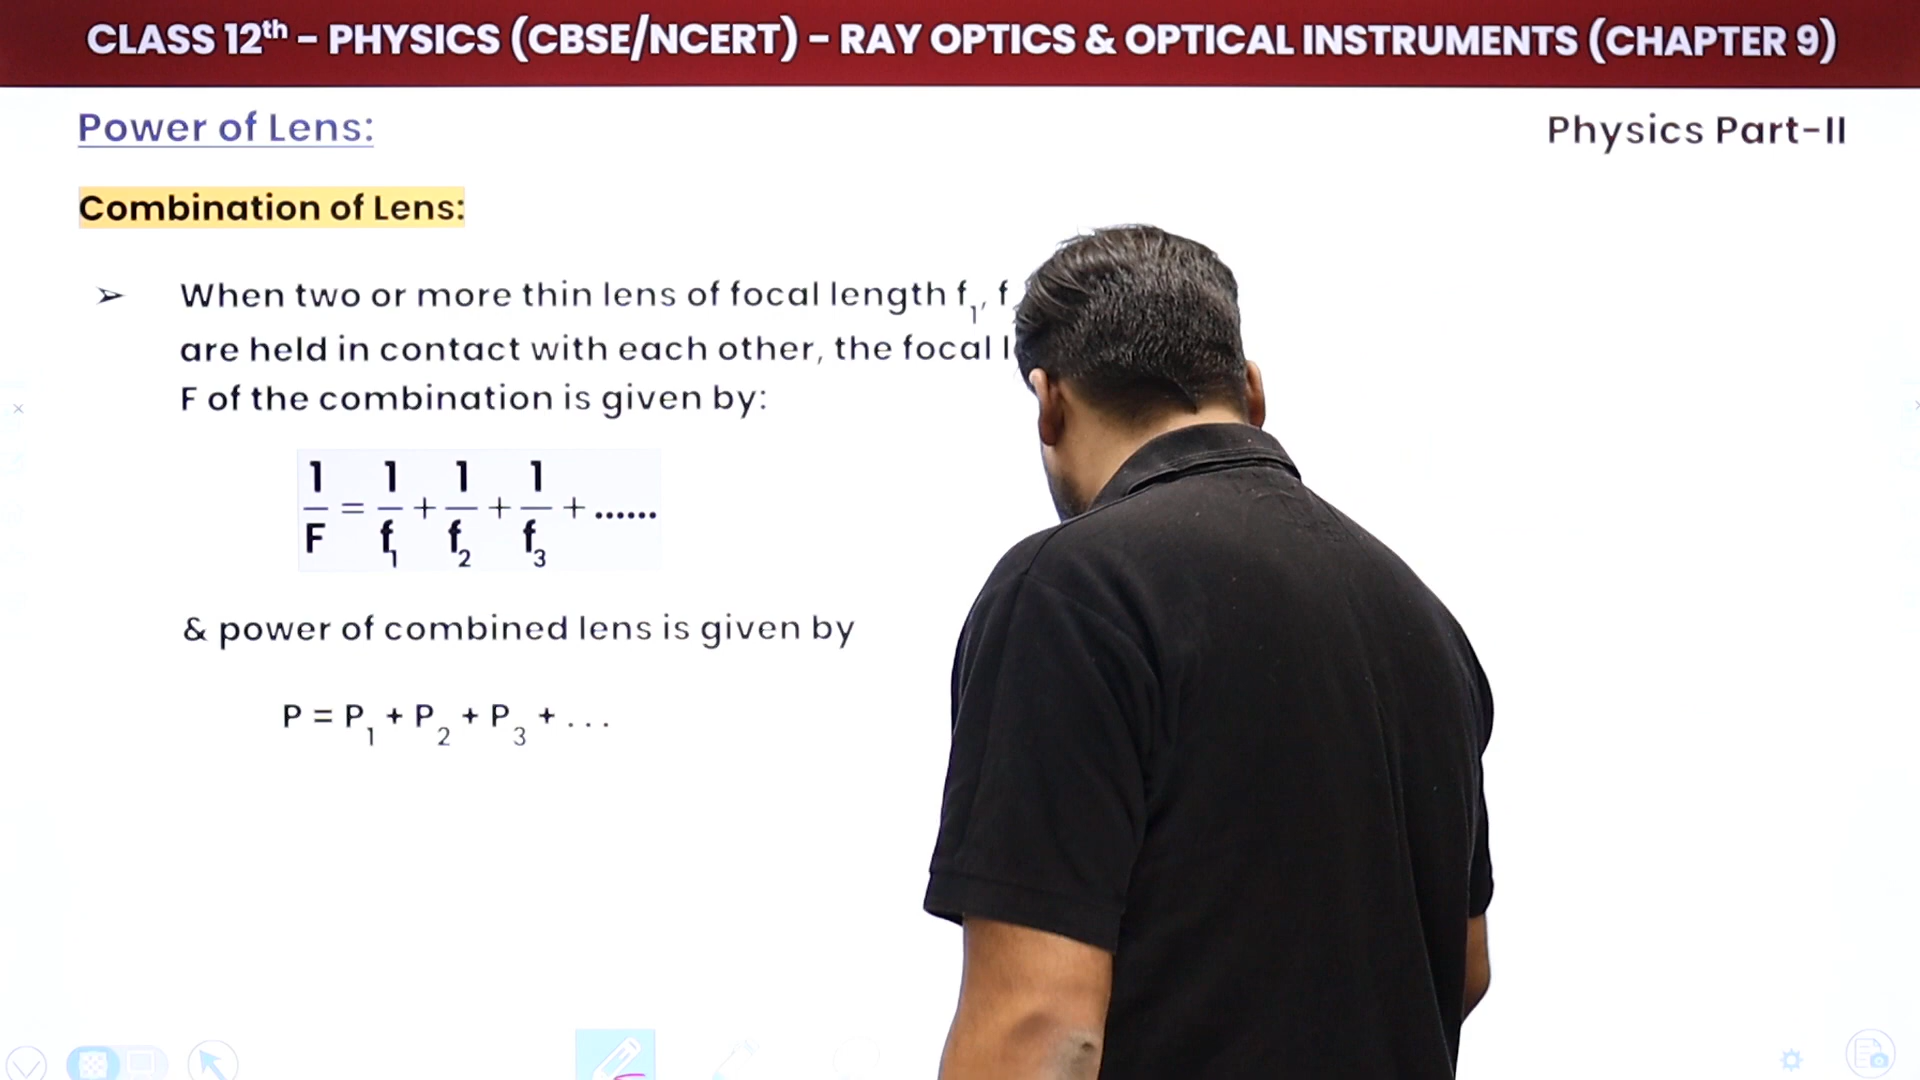 CLASS 12th – PHYSICS (CBSE/NCERT) – RAY OPTICS & OPTICAL INSTRUMENTS (CHAPTER 9)
Power of Lens:
Physics Part-II
Combination of Lens:
➢ When two or more thin lens of focal length f₁, f
are held in contact with each other, the focal l
F of the combination is given by:
1/F = 1/f₁ + 1/f₂ + 1/f₃ + ......
& power of combined lens is given by
P = P₁ + P₂ + P₃ + . . .